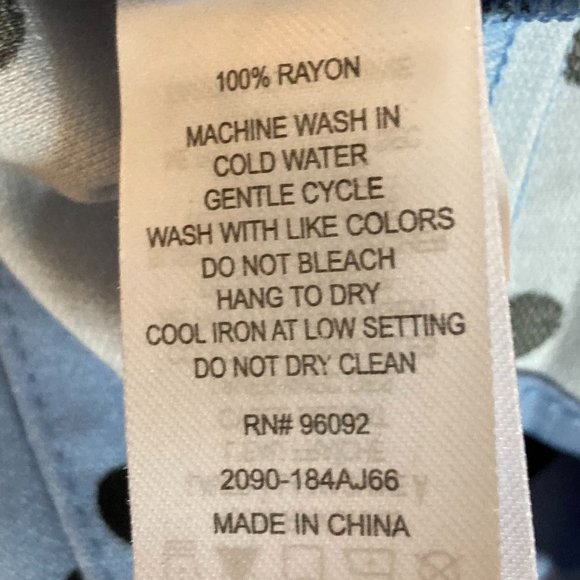 100% RAYON
MACHINE WASH IN
COLD WATER
GENTLE CYCLE
WASH WITH LIKE COLORS
DO NOT BLEACH
HANG TO DRY
COOL IRON AT LOW SETTING
DO NOT DRY CLEAN
RN# 96092
2090-184AJ66
MADE IN CHINA